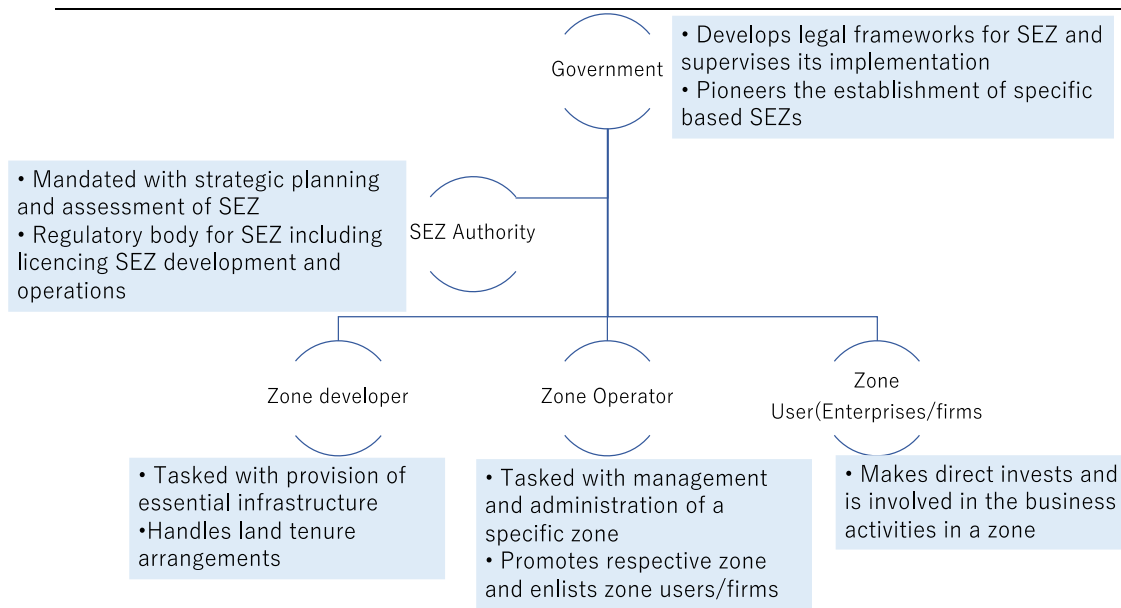 Government
• Develops legal frameworks for SEZ and
supervises its implementation
• Pioneers the establishment of specific
based SEZs
• Mandated with strategic planning
and assessment of SEZ
• Regulatory body for SEZ including
licencing SEZ development and
operations
SEZ Authority
Zone developer
• Tasked with provision of
essential infrastructure
•Handles land tenure
arrangements
Zone Operator
• Tasked with management
and administration of a
specific zone
• Promotes respective zone
and enlists zone users/firms
Zone
User(Enterprises/firms
• Makes direct invests and
is involved in the business
activities in a zone